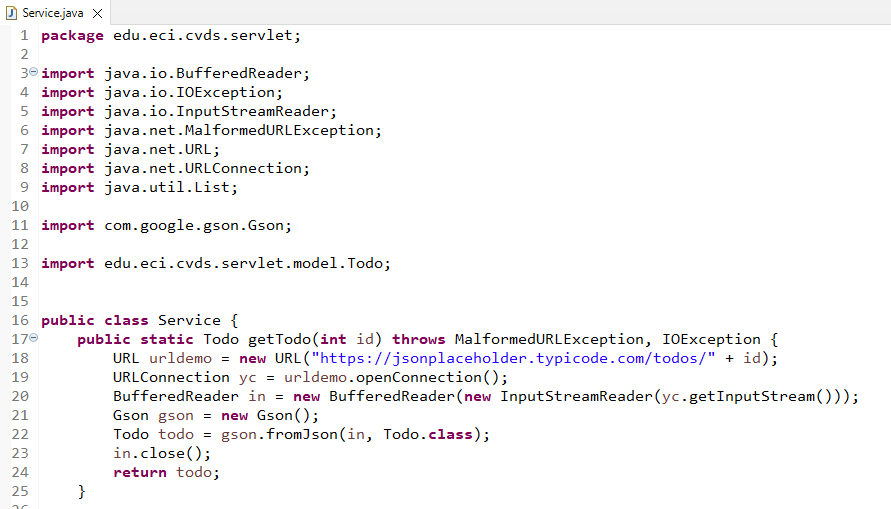 Service.java
1 package edu.eci.cvds.servlet;
2
3 import java.io.BufferedReader;
4 import java.io.IOException;
5 import java.io.InputStreamReader;
6 import java.net.MalformedURLException;
7 import java.net.URL;
8 import java.net.URLConnection;
9 import java.util.List;
10
11 import com.google.gson.Gson;
12
13 import edu.eci.cvds.servlet.model.Todo;
14
15
16 public class Service {
17     public static Todo getTodo(int id) throws MalformedURLException, IOException {
18         URL urldemo = new URL("https://jsonplaceholder.typicode.com/todos/" + id);
19         URLConnection yc = urldemo.openConnection();
20         BufferedReader in = new BufferedReader(new InputStreamReader(yc.getInputStream()));
21         Gson gson = new Gson();
22         Todo todo = gson.fromJson(in, Todo.class);
23         in.close();
24         return todo;
25     }